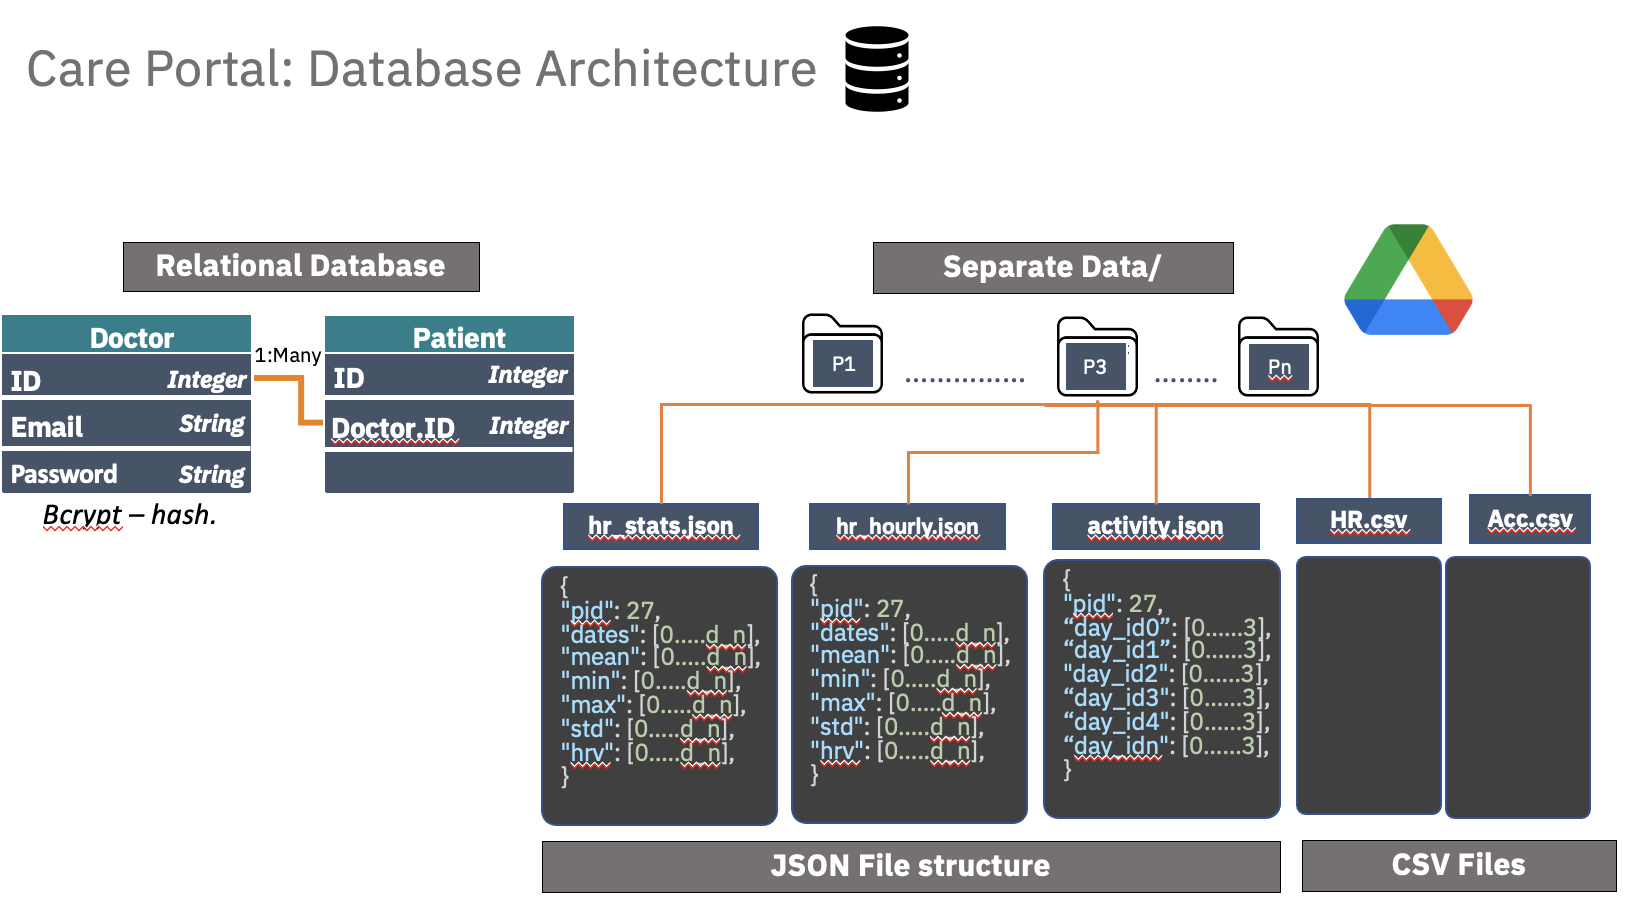 Care Portal: Database Architecture
Relational Database
Doctor
ID Integer
Email String
Password String
Bcrypt – hash.
1:Many
Patient
ID Integer
Doctor.ID Integer
Separate Data/
P1
..............
P3
........
Pn
hr_stats.json
{
"pid": 27,
"dates": [0.....d_n],
"mean": [0.....d_n],
"min": [0.....d_n],
"max": [0.....d_n],
"std": [0.....d_n],
"hrv": [0.....d_n],
}
hr_hourly.json
{
"pid": 27,
"dates": [0.....d_n],
"mean": [0.....d_n],
"min": [0.....d_n],
"max": [0.....d_n],
"std": [0.....d_n],
"hrv": [0.....d_n],
}
activity.json
{
"pid": 27,
“day_id0”: [0......3],
“day_id1”: [0......3],
"day_id2": [0......3],
“day_id3": [0......3],
“day_id4": [0......3],
“day_idn": [0......3],
}
HR.csv
Acc.csv
JSON File structure
CSV Files